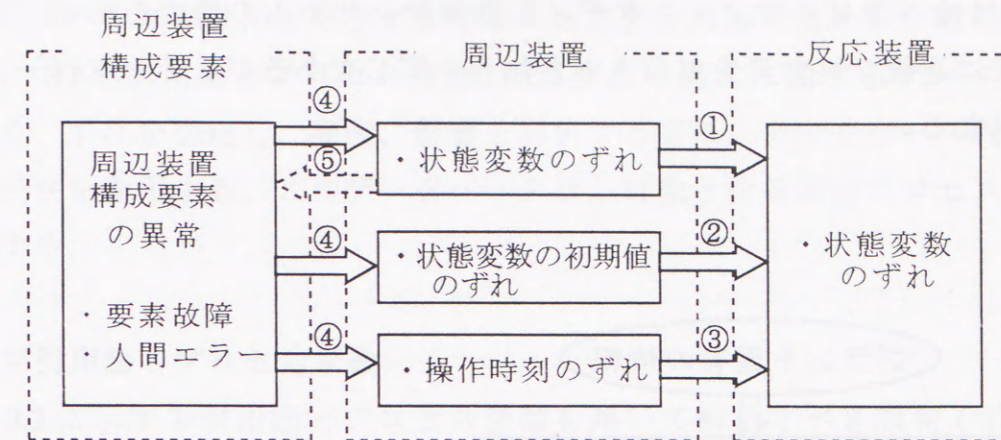 周辺装置
構成要素
周辺装置
反応装置
④
①
周辺装置
構成要素
の異常
・要素故障
人間エラー
・状態変数のずれ
⑤
④
②
・状態変数の初期値
のずれ
・状態変数
のずれ
④
③
・操作時刻のずれ